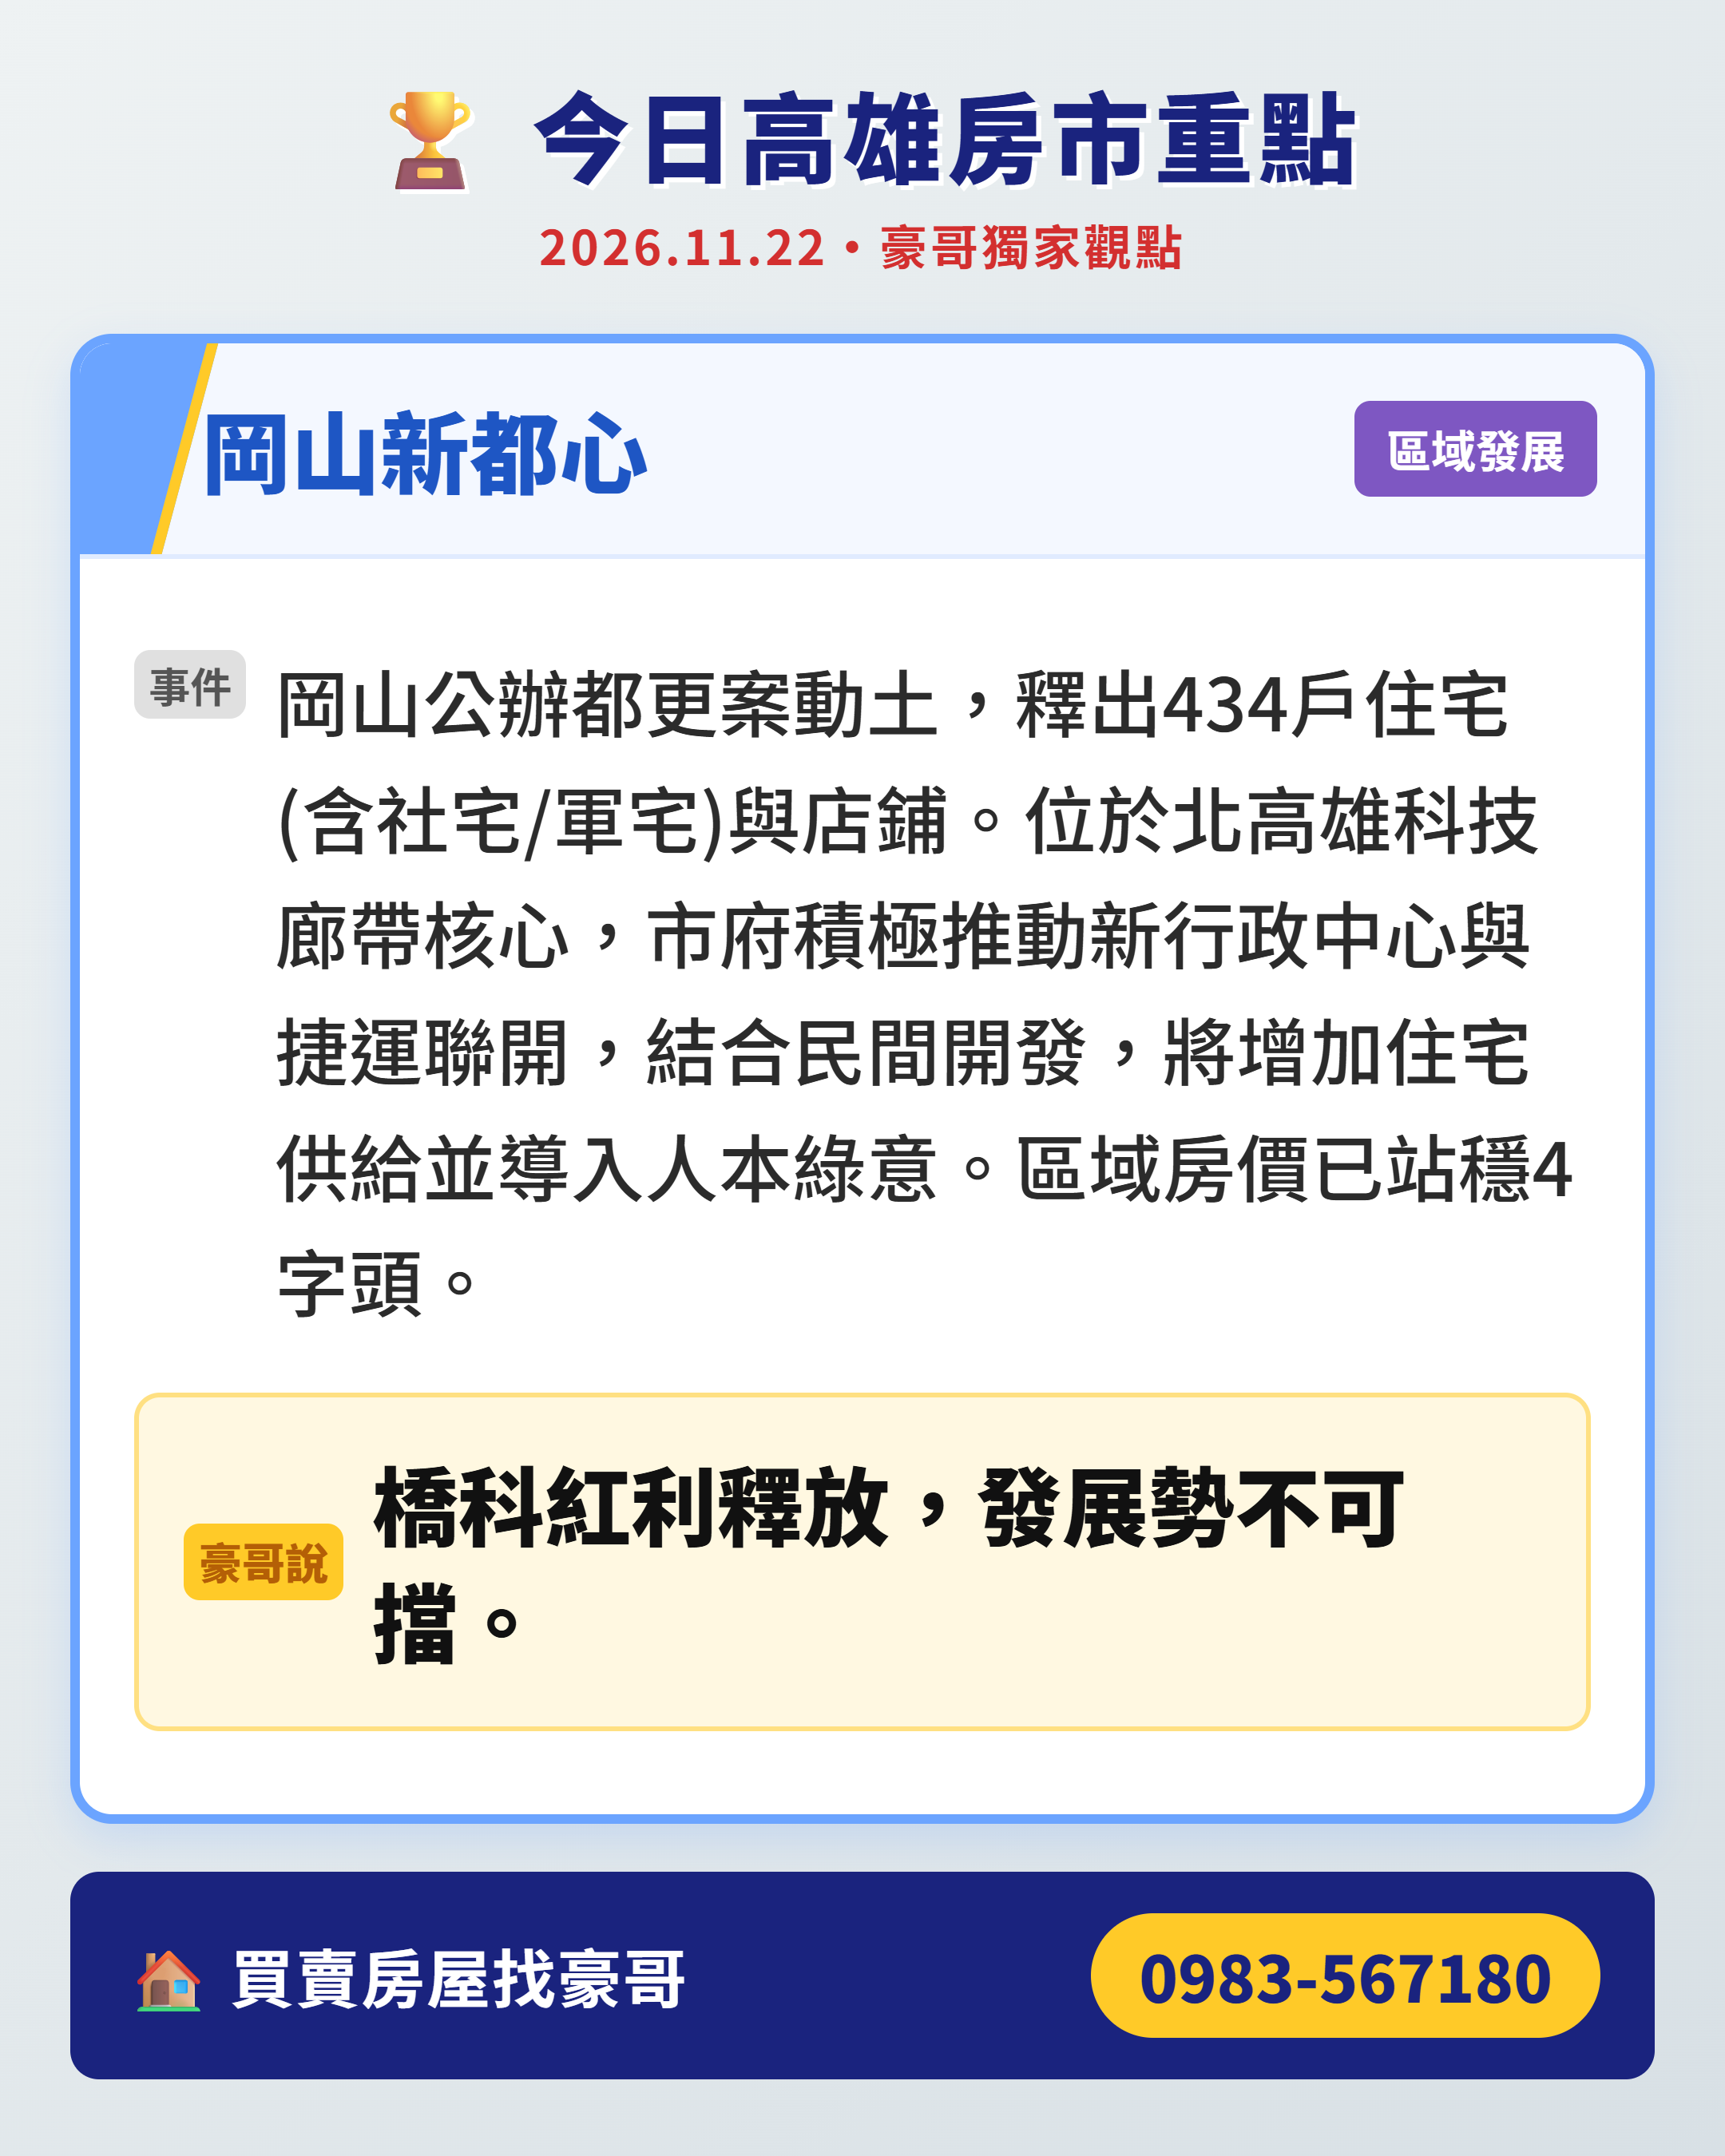 🏆 今日高雄房市重點
2026.11.22•豪哥獨家觀點
岡山新都心
區域發展
事件
岡山公辦都更案動土，釋出434戶住宅
(含社宅/軍宅)與店鋪。位於北高雄科技
廊帶核心，市府積極推動新行政中心與
捷運聯開，結合民間開發，將增加住宅
供給並導入人本綠意。區域房價已站穩4
字頭。
豪哥說
橋科紅利釋放，發展勢不可
擋。
🏠 買賣房屋找豪哥
0983-567180